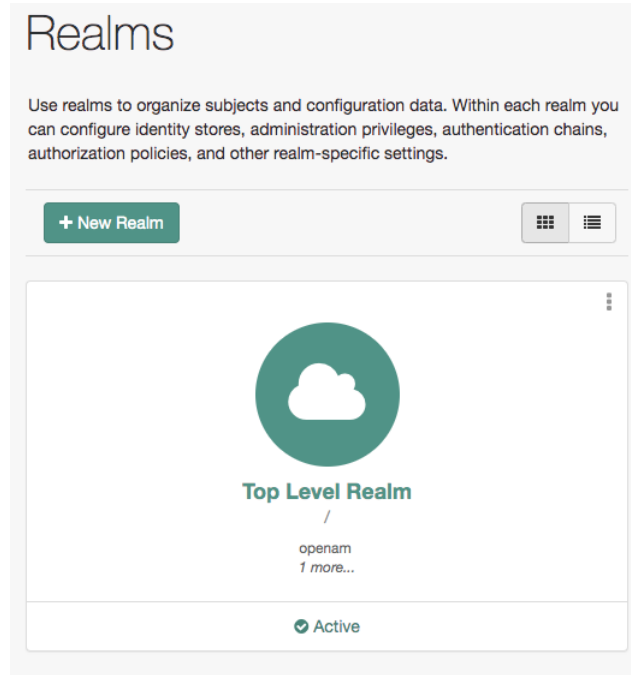 Realms
Use realms to organize subjects and configuration data. Within each realm you
can configure identity stores, administration privileges, authentication chains,
authorization policies, and other realm-specific settings.
+ New Realm
Top Level Realm
/
openam
1 more...
Active